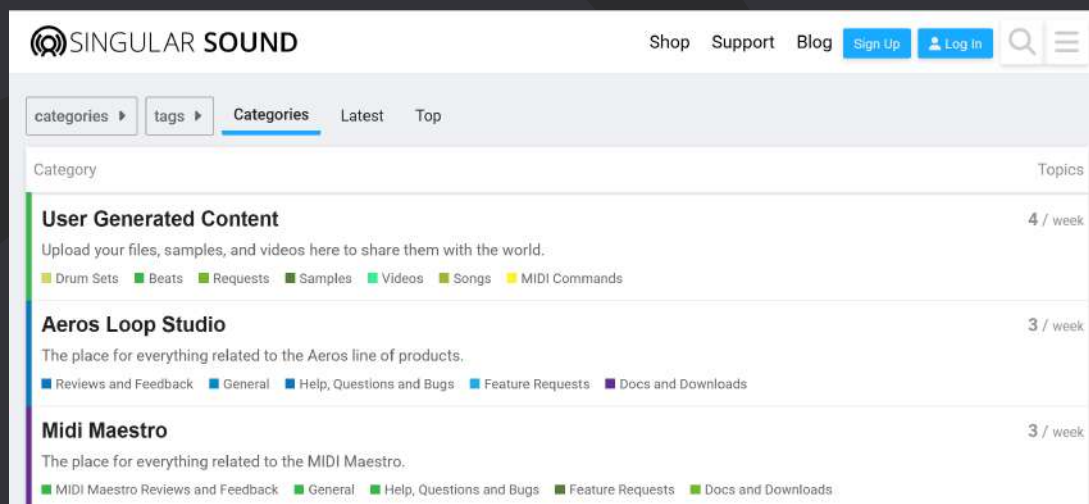 SINGULAR SOUND Shop Support Blog Sign Up Log In
categories tags Categories Latest Top
Category Topics
User Generated Content 4 / week
Upload your files, samples, and videos here to share them with the world.
Drum Sets Beats Requests Samples Videos Songs MIDI Commands
Aeros Loop Studio 3 / week
The place for everything related to the Aeros line of products.
Reviews and Feedback General Help, Questions and Bugs Feature Requests Docs and Downloads
Midi Maestro 3 / week
The place for everything related to the MIDI Maestro.
MIDI Maestro Reviews and Feedback General Help, Questions and Bugs Feature Requests Docs and Downloads